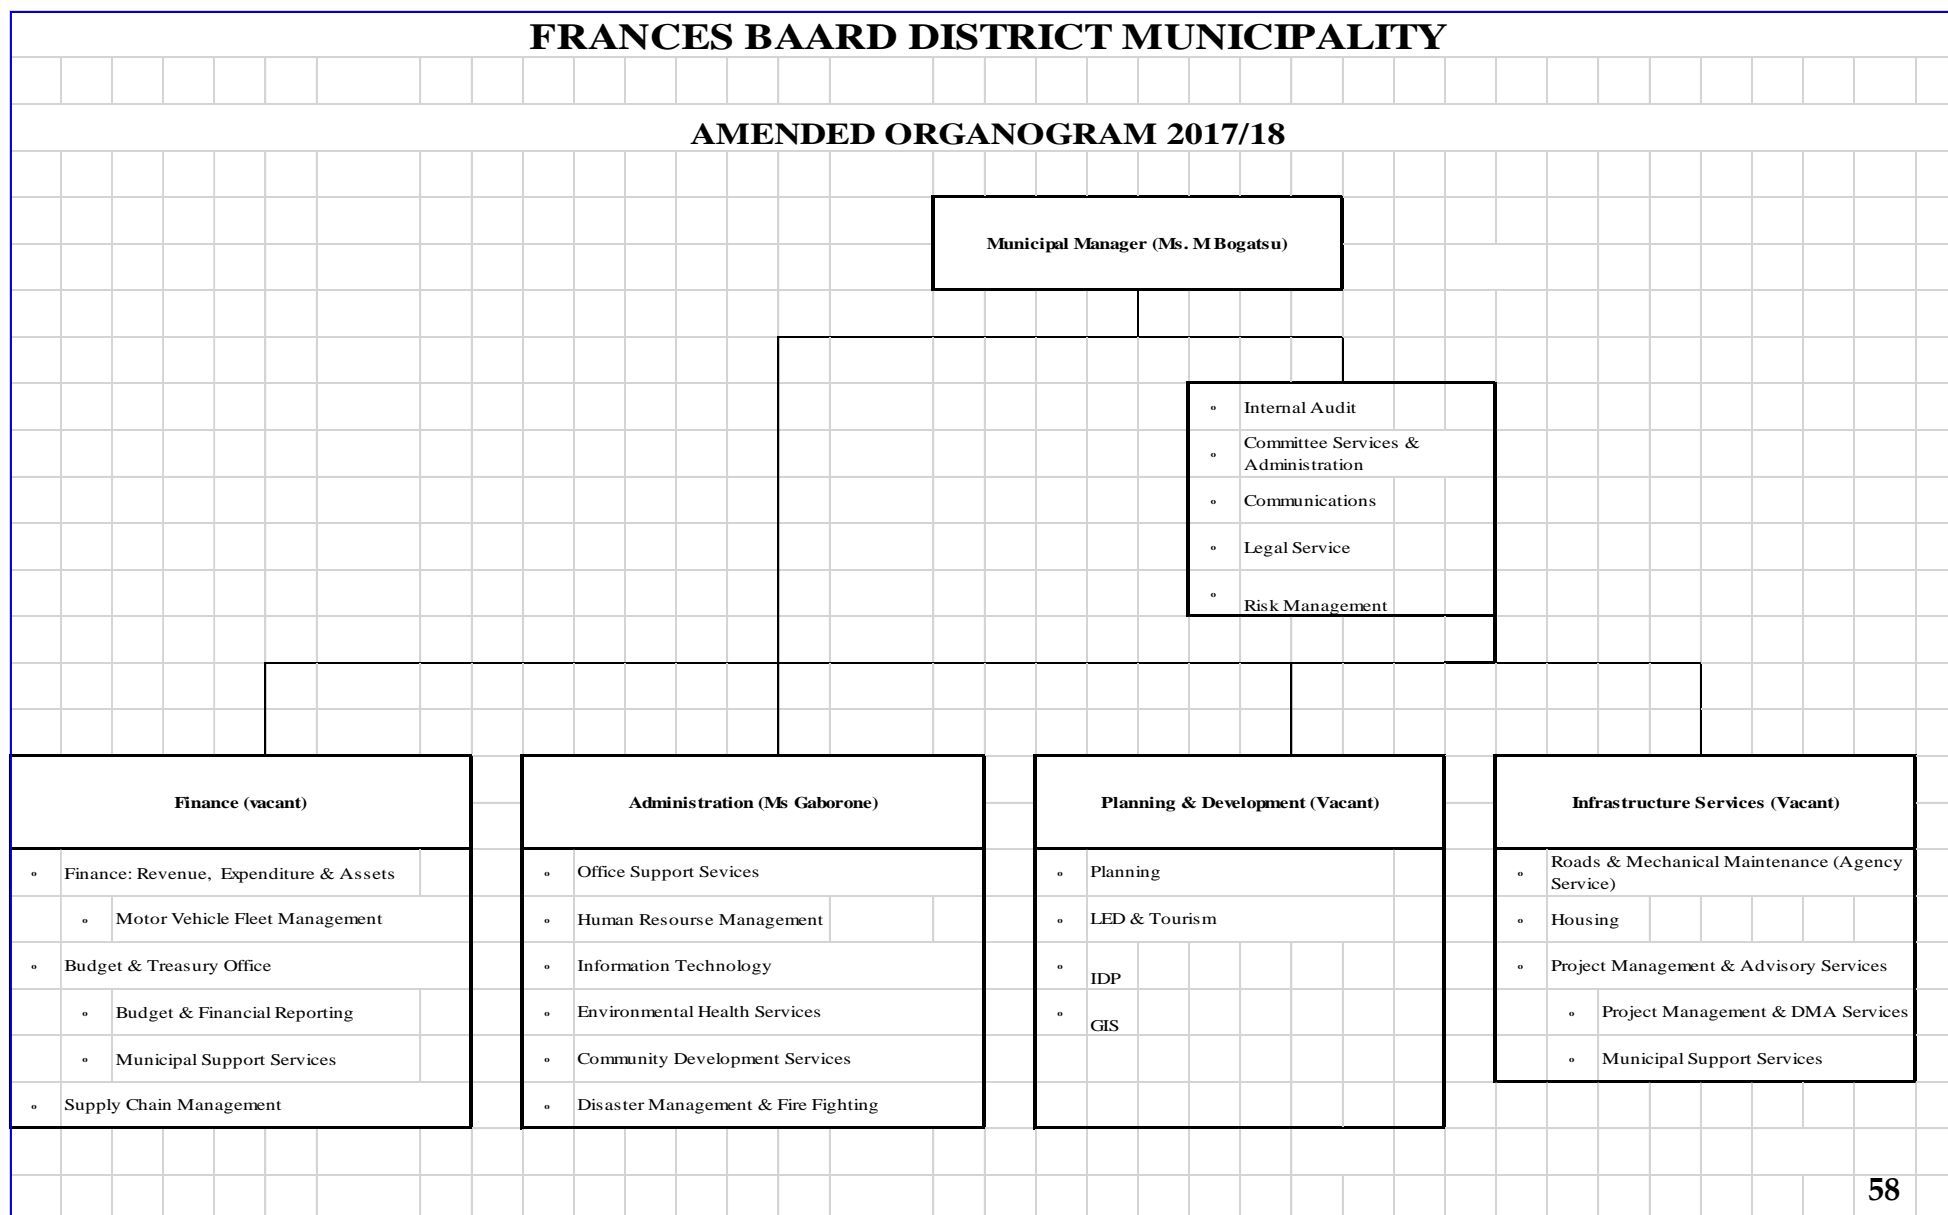 FRANCES BAARD DISTRICT MUNICIPALITY
AMENDED ORGANOGRAM 2017/18
Municipal Manager (Ms. M Bogatsu)
Internal Audit
Committee Services &
Administration
Communications
Legal Service
Risk Management
Finance (vacant)
Finance: Revenue, Expenditure & Assets
Motor Vehicle Fleet Management
Budget & Treasury Office
Budget & Financial Reporting
Municipal Support Services
Supply Chain Management
Administration (Ms Gaborone)
Office Support Sevices
Human Resourse Management
Information Technology
Environmental Health Services
Community Development Services
Disaster Management & Fire Fighting
Planning & Development (Vacant)
Planning
LED & Tourism
IDP
GIS
Infrastructure Services (Vacant)
Roads & Mechanical Maintenance (Agency
Service)
Housing
Project Management & Advisory Services
Project Management & DMA Services
Municipal Support Services
58